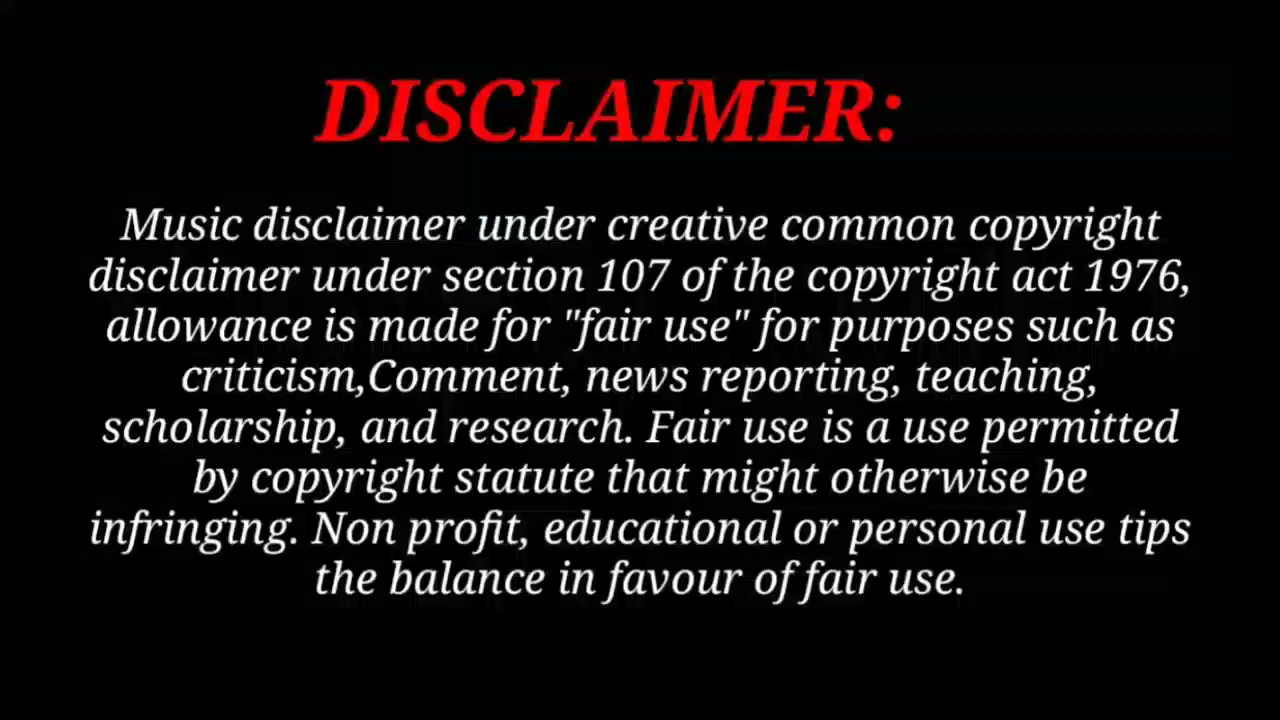 DISCLAIMER:
Music disclaimer under creative common copyright
disclaimer under section 107 of the copyright act 1976,
allowance is made for "fair use" for purposes such as
criticism,Comment, news reporting, teaching,
scholarship, and research. Fair use is a use permitted
by copyright statute that might otherwise be
infringing. Non profit, educational or personal use tips
the balance in favour of fair use.